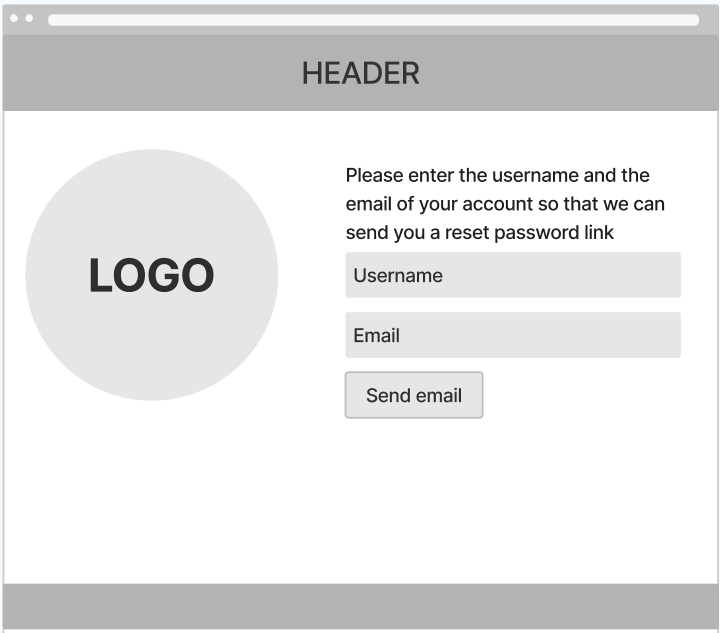 HEADER
LOGO
Please enter the username and the
email of your account so that we can
send you a reset password link
Username
Email
Send email